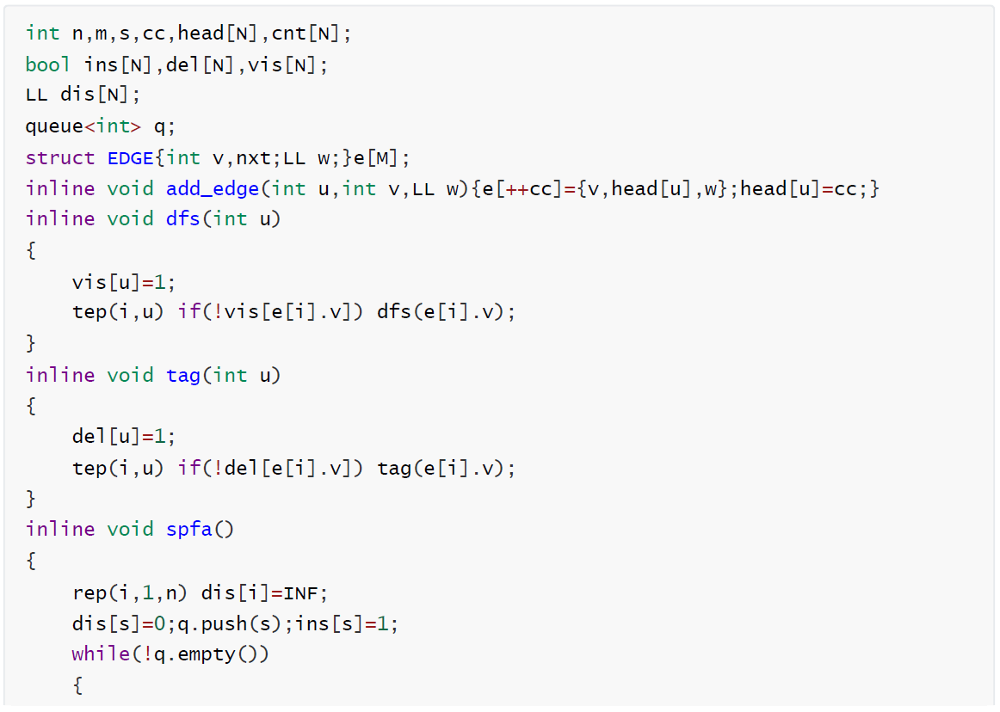 int n,m,s,cc,head[N],cnt[N];
bool ins[N],del[N],vis[N];
LL dis[N];
queue<int> q;
struct EDGE{int v,nxt;LL w;}e[M];
inline void add_edge(int u,int v,LL w){e[++cc]={v,head[u],w};head[u]=cc;}
inline void dfs(int u)
{
    vis[u]=1;
    tep(i,u) if(!vis[e[i].v]) dfs(e[i].v);
}
inline void tag(int u)
{
    del[u]=1;
    tep(i,u) if(!del[e[i].v]) tag(e[i].v);
}
inline void spfa()
{
    rep(i,1,n) dis[i]=INF;
    dis[s]=0;q.push(s);ins[s]=1;
    while(!q.empty())
    {